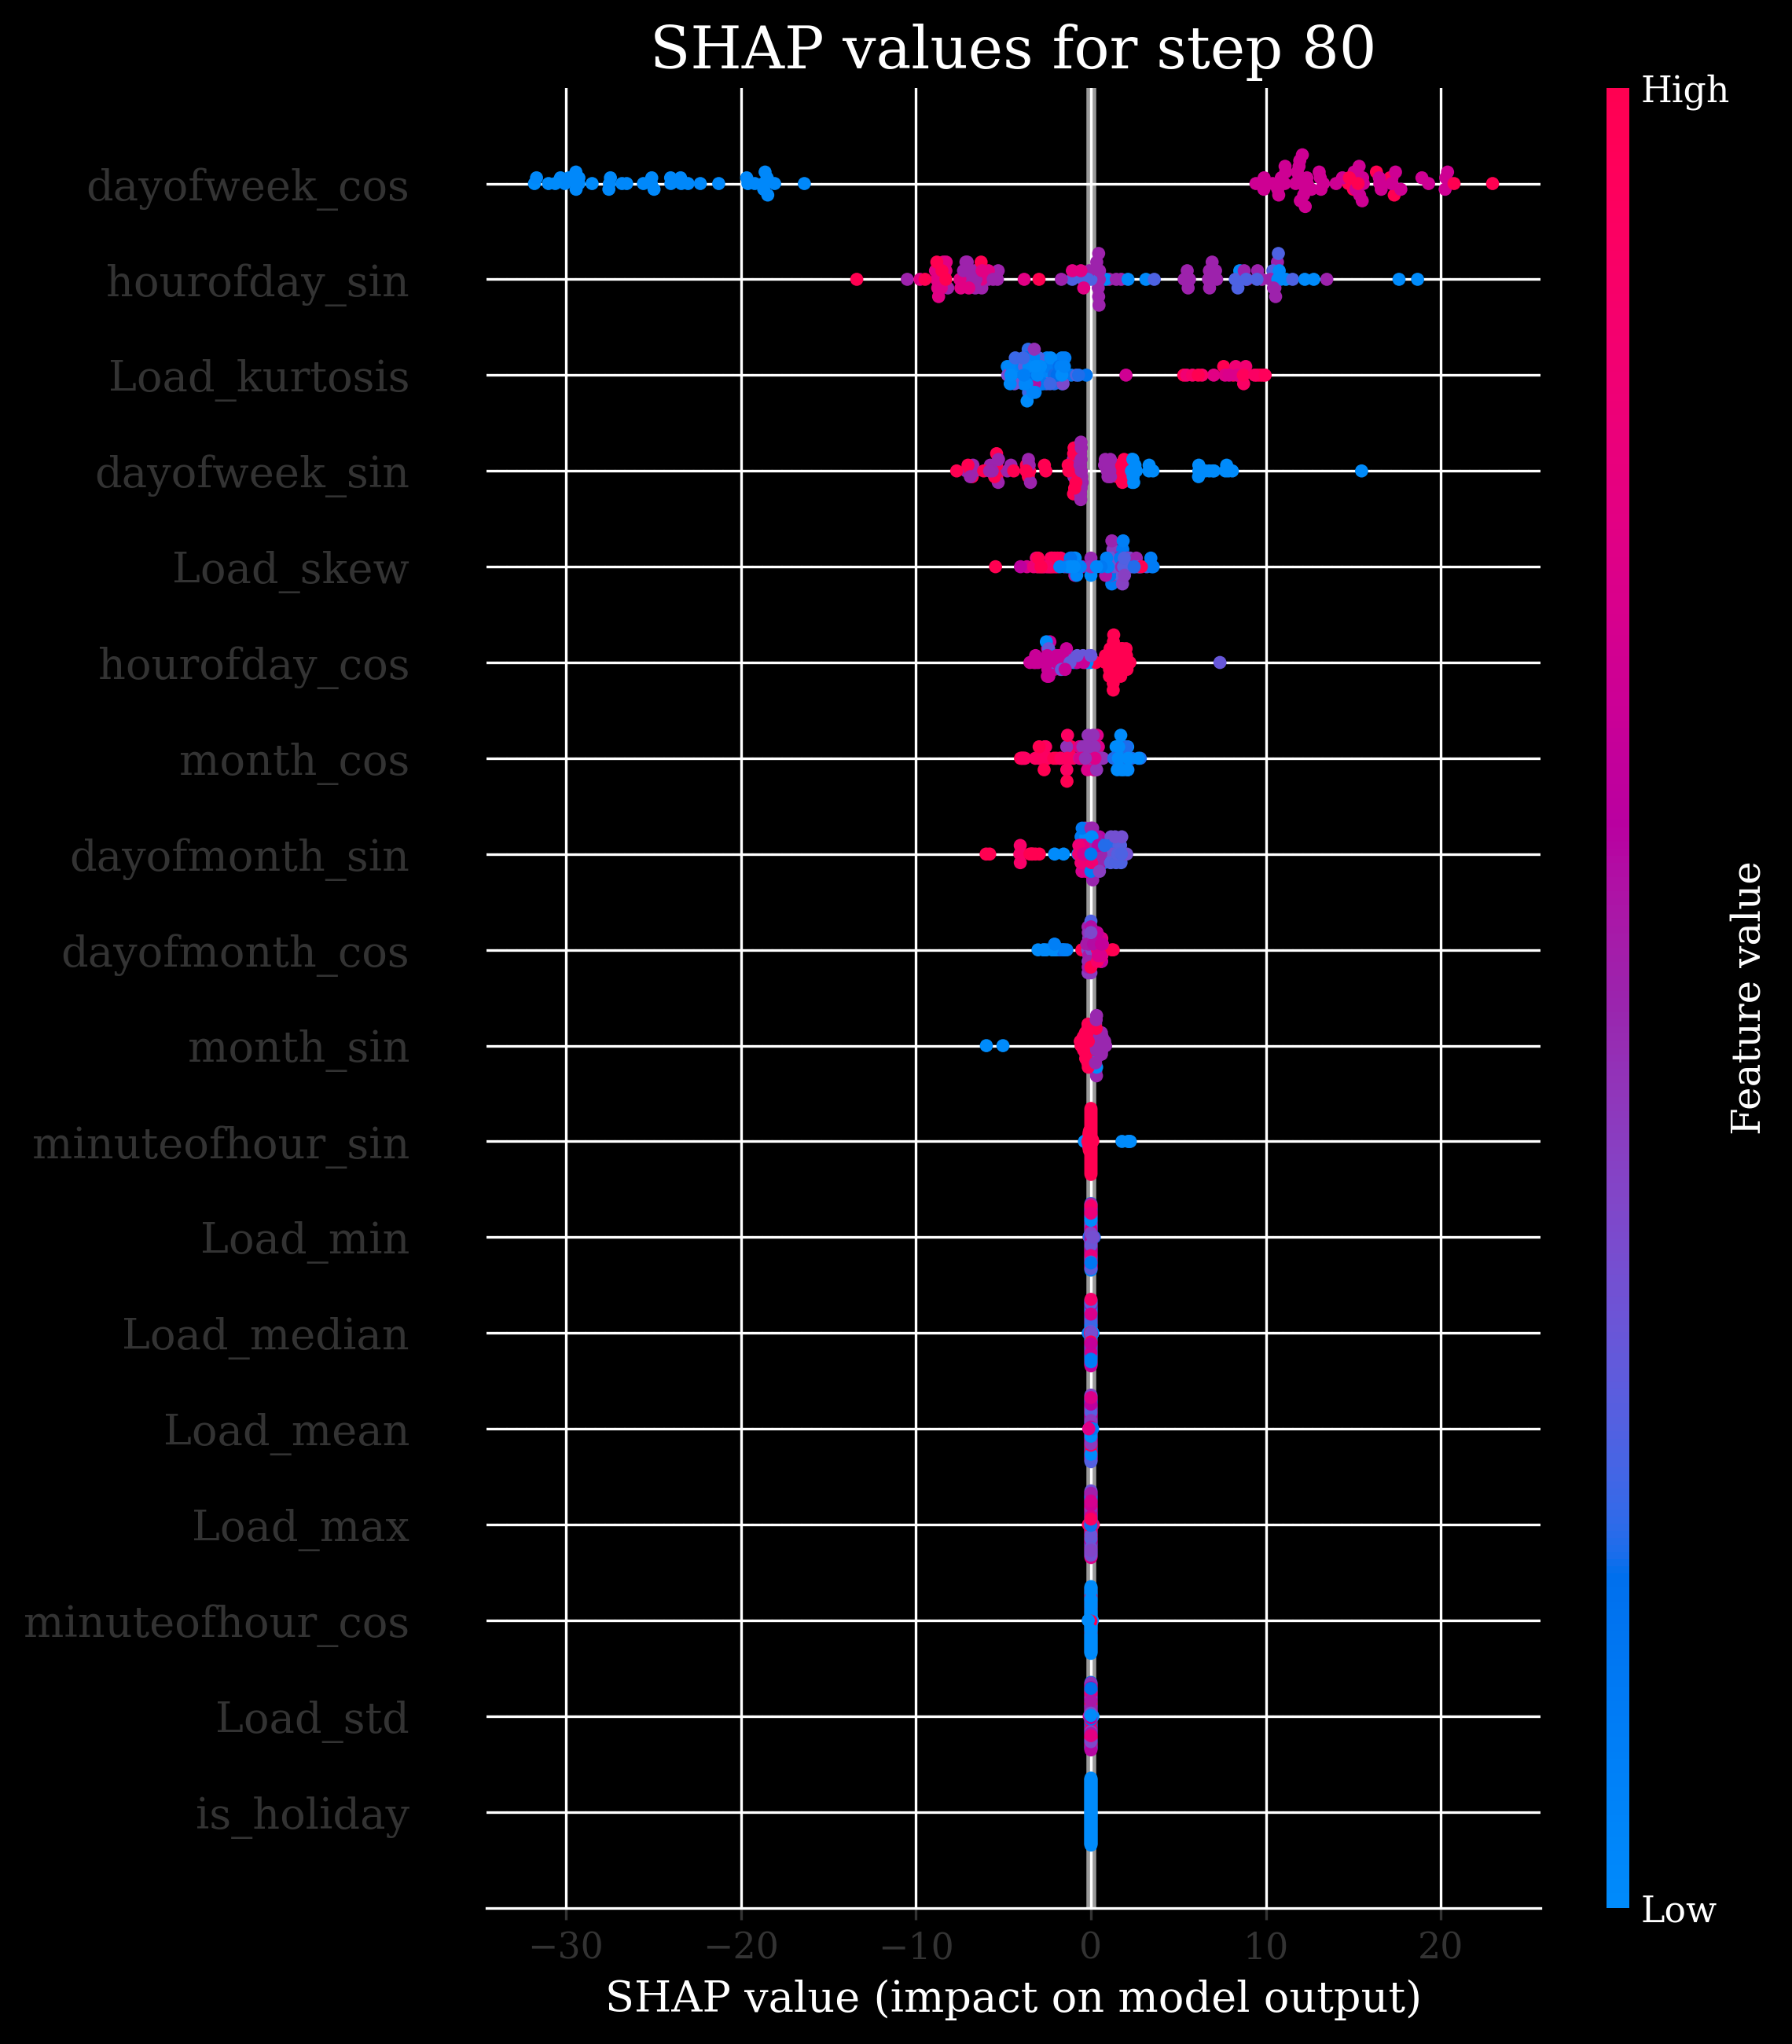 SHAP values for step 80
High
dayofweek_cos
hourofday_sin
Load_kurtosis
dayofweek_sin
Load_skew
hourofday_cos
month_cos
dayofmonth_sin
dayofmonth_cos
month_sin
minuteofhour_sin
Load_min
Load_median
Load_mean
Load_max
minuteofhour_cos
Load_std
is_holiday
Feature value
Low
−30 −20 −10 0 10 20
SHAP value (impact on model output)